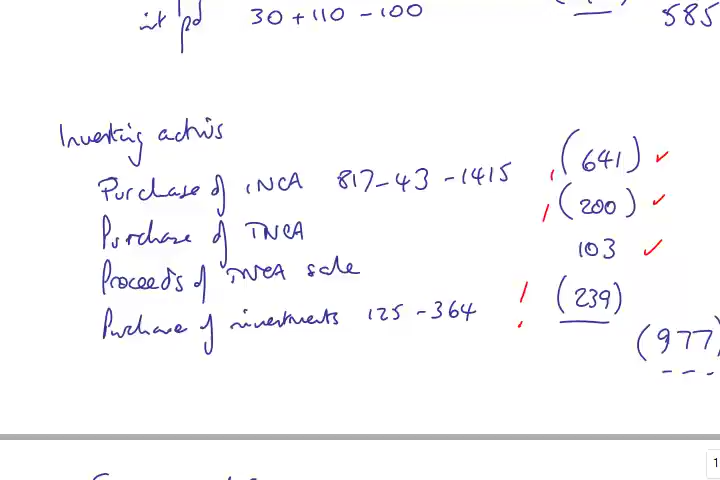 int pd 30 + 110 - 100 585
Investing activs
Purchase of INCA 817 - 43 - 1415 (641)
Purchase of TNCA (200)
Proceeds of TNCA sale 103
Purchase of investments 125 - 364 (239)
(977)
1